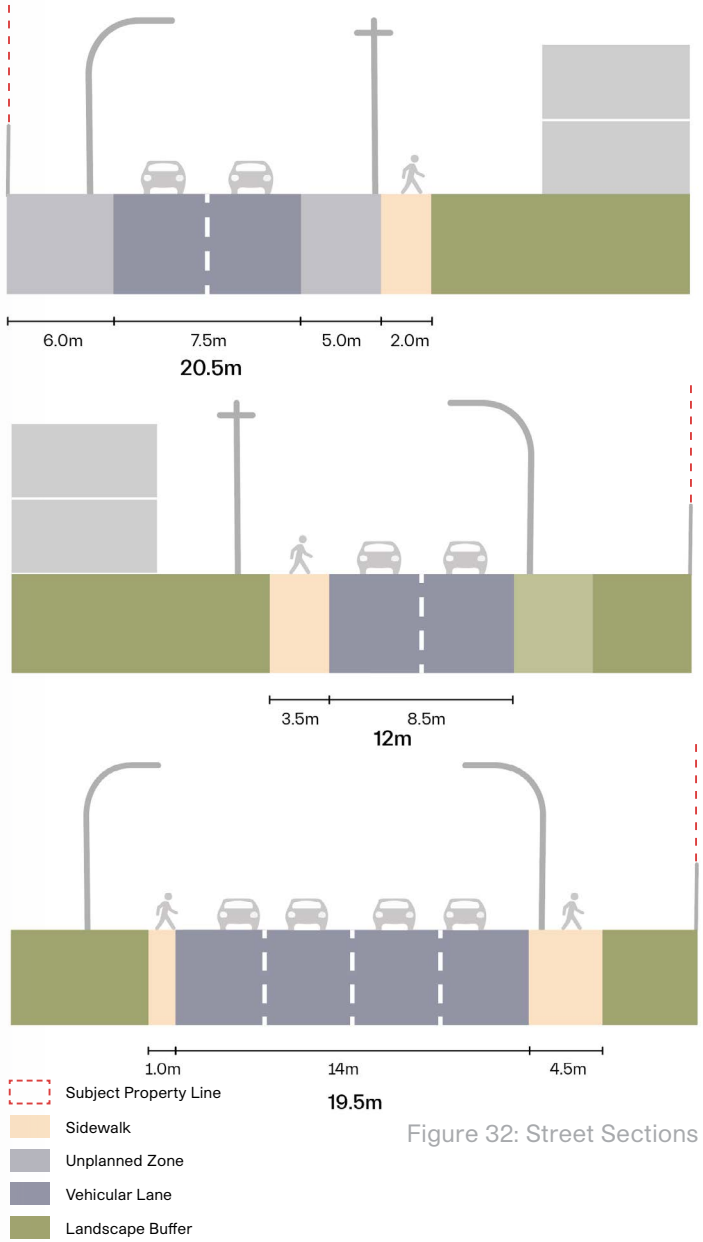 6.0m 7.5m 5.0m 2.0m
20.5m
3.5m 8.5m
12m
1.0m 14m 4.5m
19.5m
Subject Property Line
Sidewalk
Unplanned Zone
Vehicular Lane
Landscape Buffer
Figure 32: Street Sections